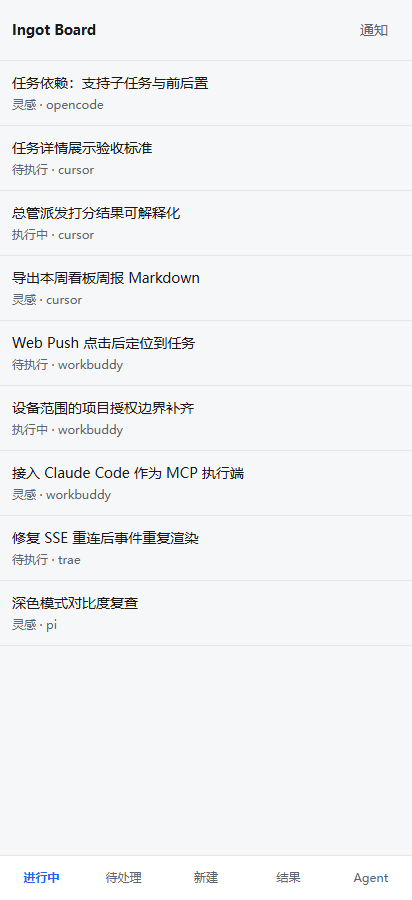 Ingot Board
通知
任务依赖：支持子任务与前后置
灵感 · opencode
任务详情展示验收标准
待执行 · cursor
总管派发打分结果可解释化
执行中 · cursor
导出本周看板周报 Markdown
灵感 · cursor
Web Push 点击后定位到任务
待执行 · workbuddy
设备范围的项目授权边界补齐
执行中 · workbuddy
接入 Claude Code 作为 MCP 执行端
灵感 · workbuddy
修复 SSE 重连后事件重复渲染
待执行 · trae
深色模式对比度复查
灵感 · pi
进行中
待处理
新建
结果
Agent